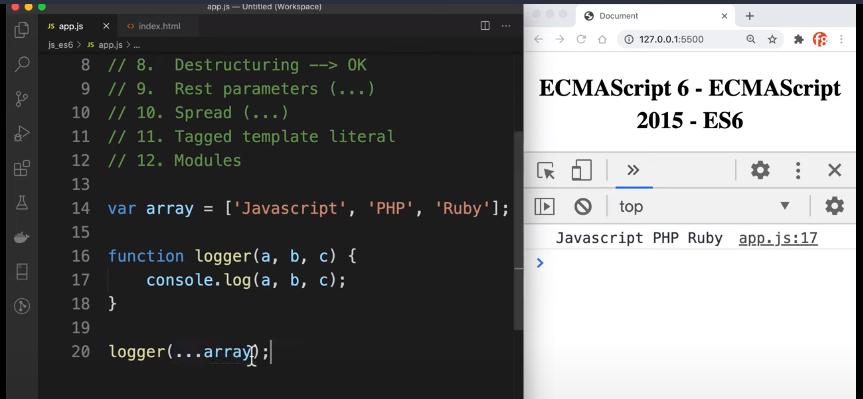 app.js — Untitled (Workspace)
JS app.js
<> index.html
js_es6 > JS app.js > ...
8 // 8. Destructuring --> OK
9 // 9. Rest parameters (...)
10 // 10. Spread (...)
11 // 11. Tagged template literal
12 // 12. Modules
13
14 var array = ['Javascript', 'PHP', 'Ruby'];
15
16 function logger(a, b, c) {
17 console.log(a, b, c);
18 }
19
20 logger(...array);
Document
127.0.0.1:5500
ECMAScript 6 - ECMAScript
2015 - ES6
top
Javascript PHP Ruby app.js:17